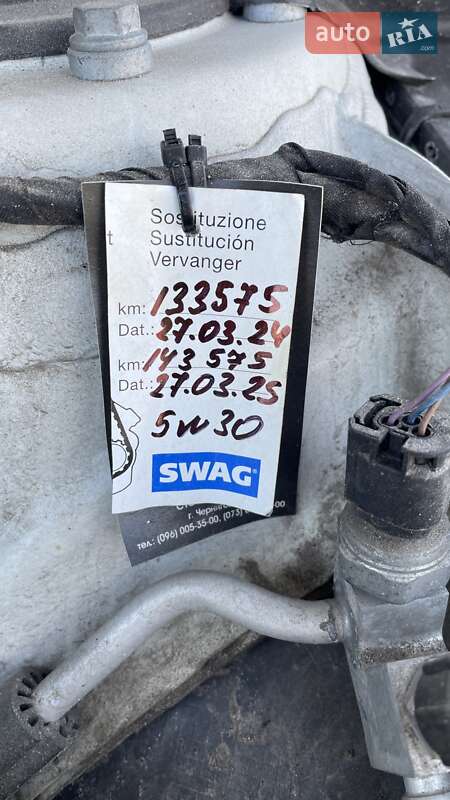 auto RIA.com
t
Sostituzione
Sustitución
Vervanger
km: 133575
Dat.: 27.03.24
km: 143575
Dat.: 27.03.25
5w30
SWAG®
г.
тел.: (096) 005-35-00, (073)